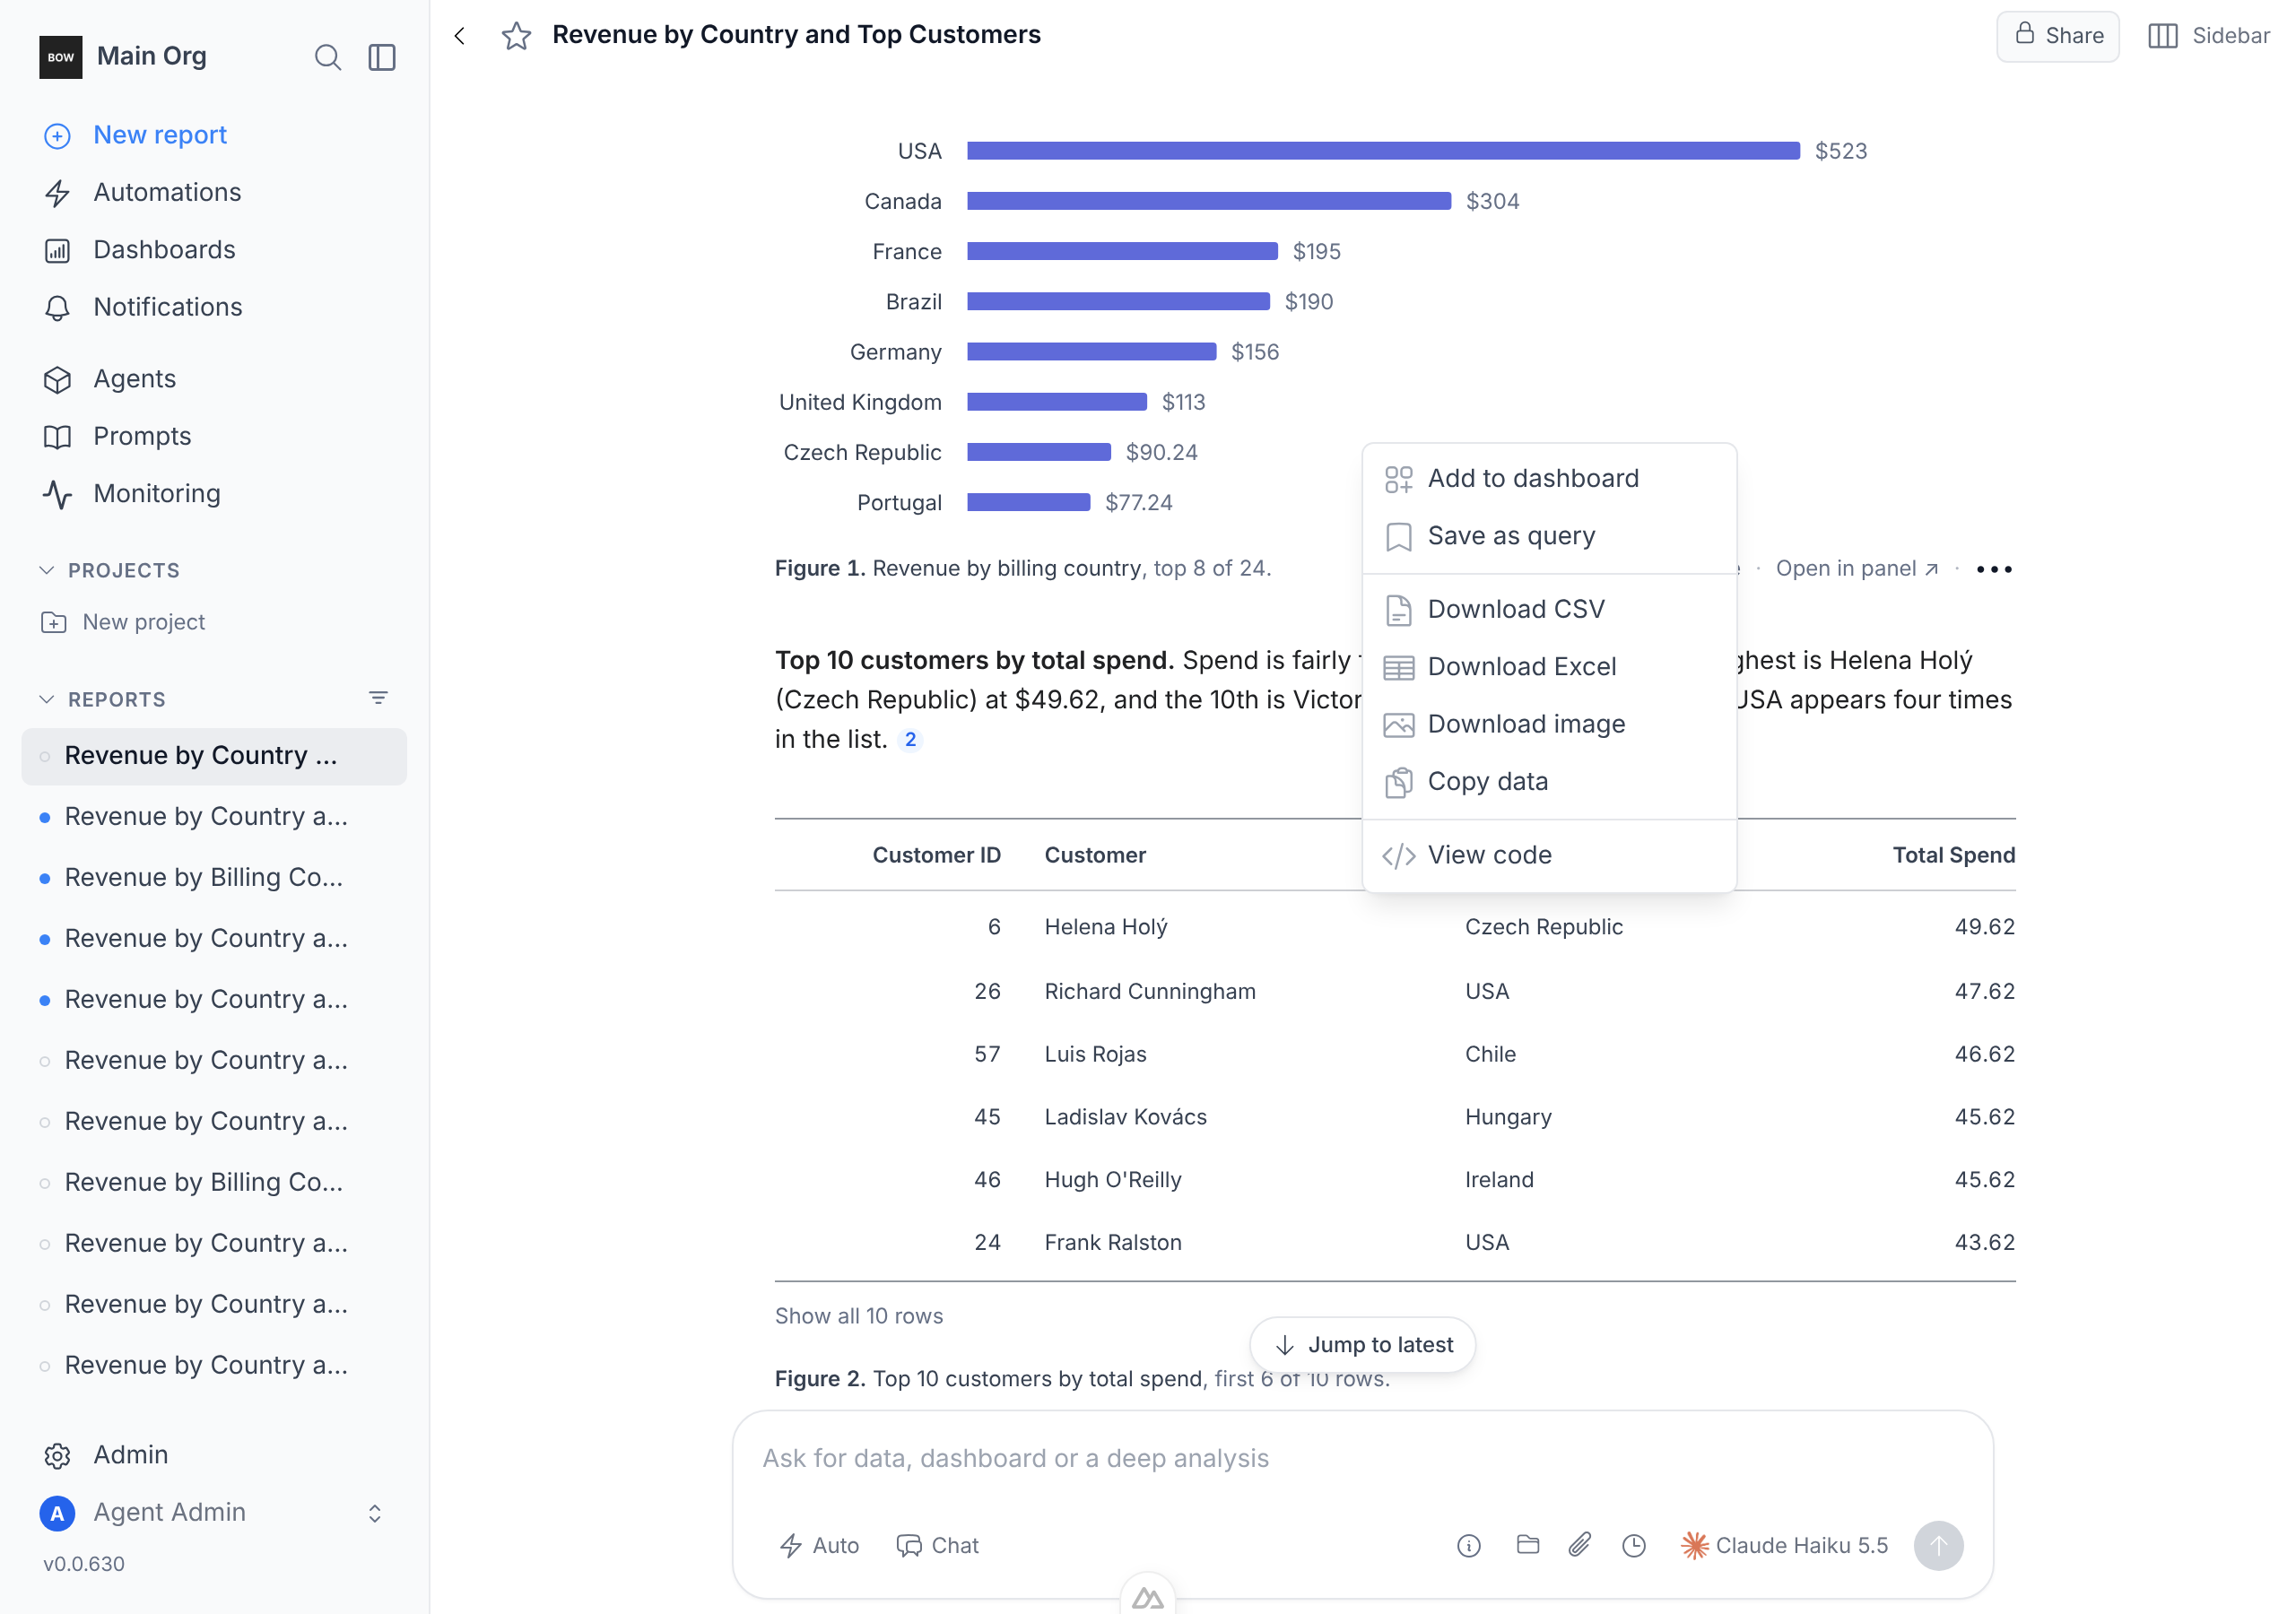 BOW
Main Org
New report
Automations
Dashboards
Notifications
Agents
Prompts
Monitoring
PROJECTS
New project
REPORTS
Revenue by Country ...
Revenue by Country a...
Revenue by Billing Co...
Revenue by Country a...
Revenue by Country a...
Revenue by Country a...
Revenue by Country a...
Revenue by Billing Co...
Revenue by Country a...
Revenue by Country a...
Revenue by Country a...
Admin
A Agent Admin
v0.0.630
Revenue by Country and Top Customers
Share
Sidebar
USA $523
Canada $304
France $195
Brazil $190
Germany $156
United Kingdom $113
Czech Republic $90.24
Portugal $77.24
Figure 1. Revenue by billing country, top 8 of 24.
· Open in panel ↗ ·
Add to dashboard
Save as query
Download CSV
Download Excel
Download image
Copy data
View code
Top 10 customers by total spend. Spend is fairly is Helena Holý
(Czech Republic) at $49.62, and the 10th is USA appears four times
in the list. 2
Customer ID Customer Total Spend
6 Helena Holý Czech Republic 49.62
26 Richard Cunningham USA 47.62
57 Luis Rojas Chile 46.62
45 Ladislav Kovács Hungary 45.62
46 Hugh O'Reilly Ireland 45.62
24 Frank Ralston USA 43.62
Show all 10 rows
Jump to latest
Figure 2. Top 10 customers by total spend, first 6 of 10 rows.
Ask for data, dashboard or a deep analysis
Auto
Chat
Claude Haiku 5.5